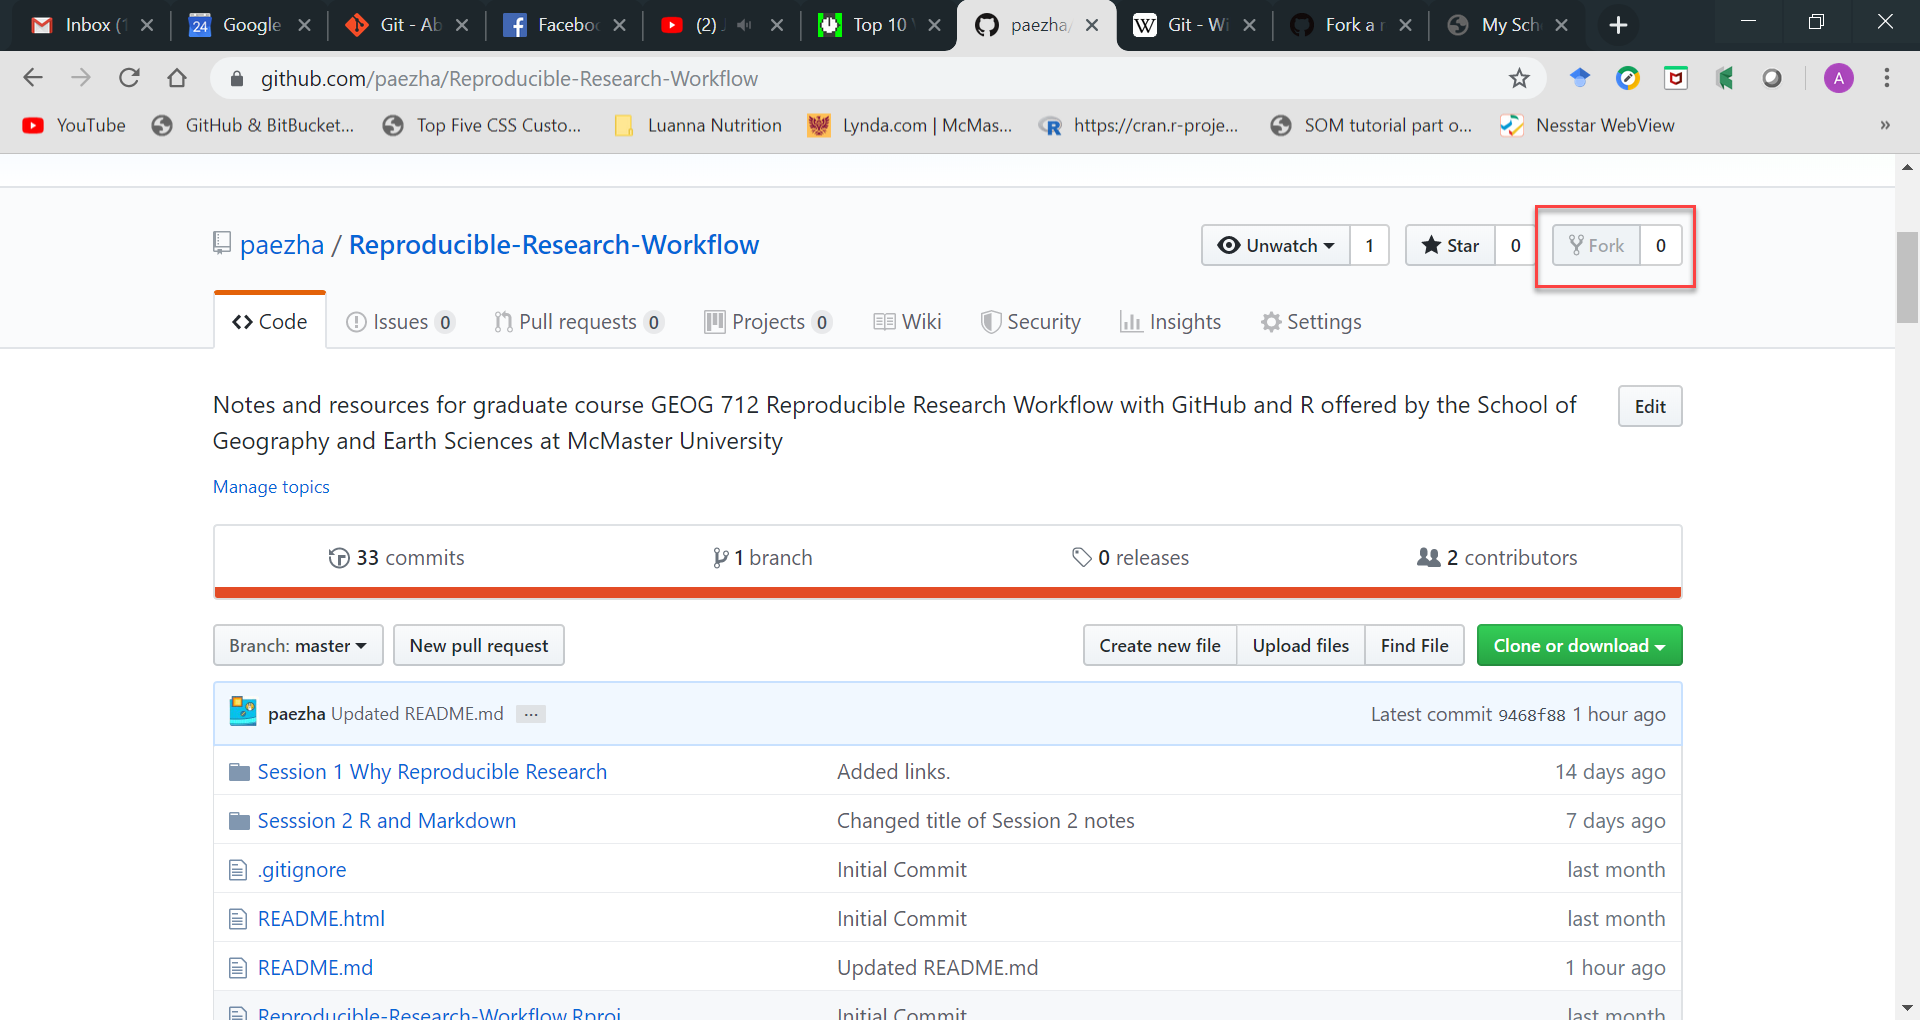 Inbox (1 Google Git - Ab Facebo (2) Top 10 paezha/ Git - Wi Fork a r My Sch
github.com/paezha/Reproducible-Research-Workflow A
YouTube GitHub & BitBucket... Top Five CSS Custo... Luanna Nutrition Lynda.com | McMas... https://cran.r-proje... SOM tutorial part o... Nesstar WebView »
paezha / Reproducible-Research-Workflow Unwatch 1 Star 0 Fork 0
Code Issues 0 Pull requests 0 Projects 0 Wiki Security Insights Settings
Notes and resources for graduate course GEOG 712 Reproducible Research Workflow with GitHub and R offered by the School of
Geography and Earth Sciences at McMaster University
Edit
Manage topics
33 commits 1 branch 0 releases 2 contributors
Branch: master New pull request Create new file Upload files Find File Clone or download
paezha Updated README.md ... Latest commit 9468f88 1 hour ago
Session 1 Why Reproducible Research Added links. 14 days ago
Sesssion 2 R and Markdown Changed title of Session 2 notes 7 days ago
.gitignore Initial Commit last month
README.html Initial Commit last month
README.md Updated README.md 1 hour ago
Reproducible-Research-Workflow.Rproj Initial Commit last month